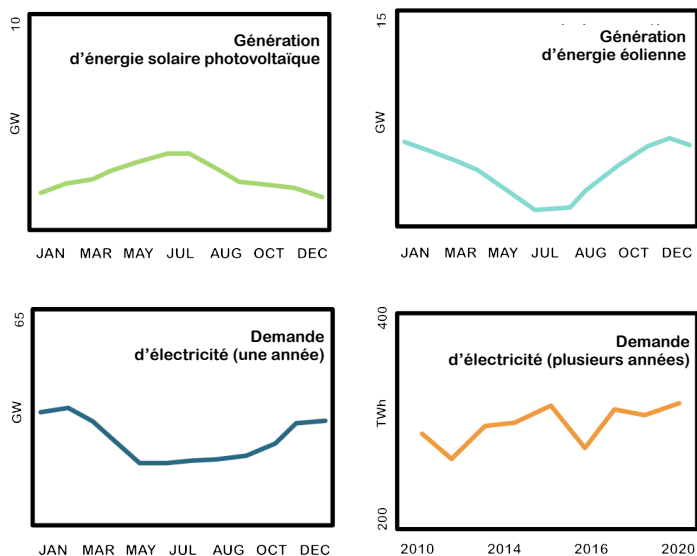 10
Génération
d'énergie solaire photovoltaïque
GW
JAN MAR MAY JUL AUG OCT DEC
15
Génération
d'énergie éolienne
GW
JAN MAR MAY JUL AUG OCT DEC
65
Demande
d'électricité (une année)
GW
JAN MAR MAY JUL AUG OCT DEC
400
Demande
d'électricité (plusieurs années)
TWh
200
2010 2014 2016 2020